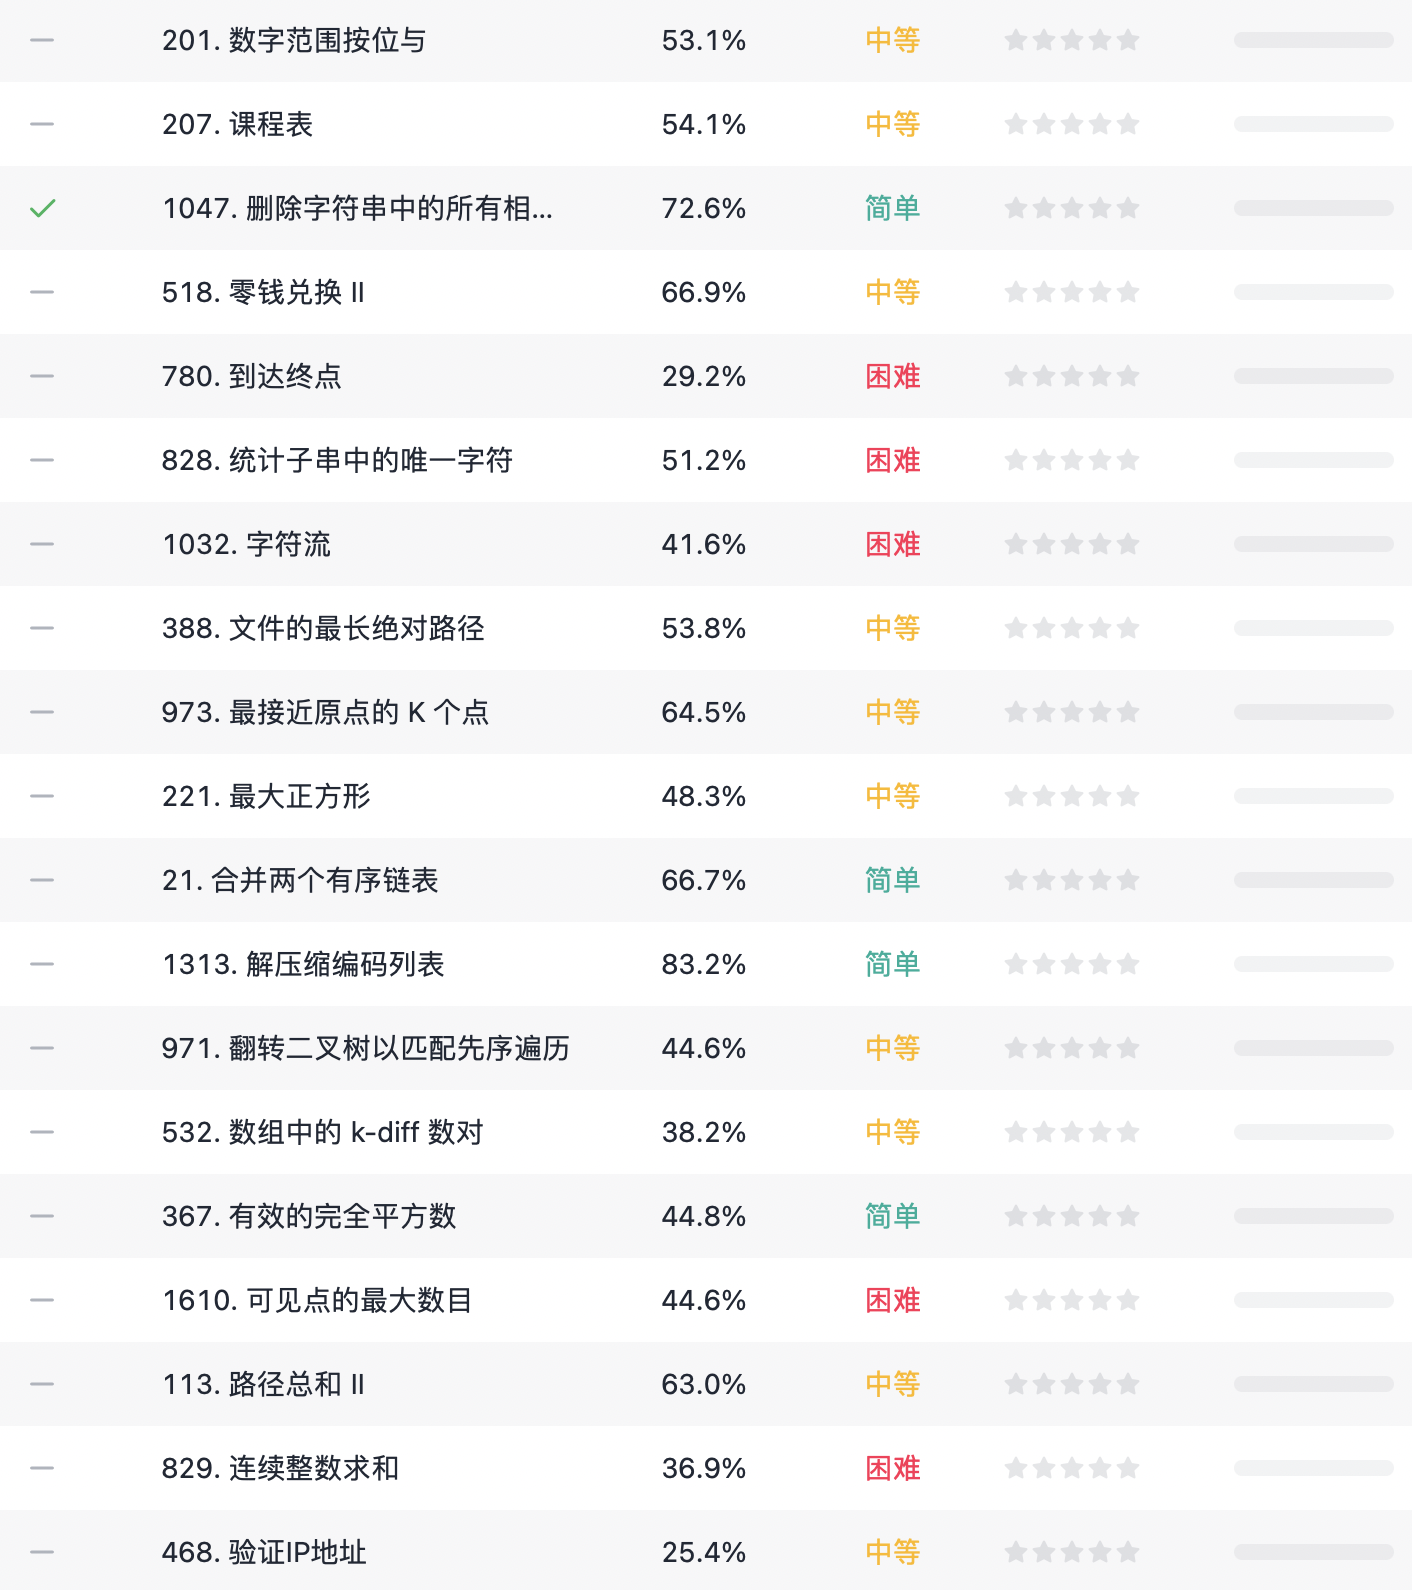 201. 数字范围按位与 53.1% 中等
207. 课程表 54.1% 中等
1047. 删除字符串中的所有相... 72.6% 简单
518. 零钱兑换 II 66.9% 中等
780. 到达终点 29.2% 困难
828. 统计子串中的唯一字符 51.2% 困难
1032. 字符流 41.6% 困难
388. 文件的最长绝对路径 53.8% 中等
973. 最接近原点的 K 个点 64.5% 中等
221. 最大正方形 48.3% 中等
21. 合并两个有序链表 66.7% 简单
1313. 解压缩编码列表 83.2% 简单
971. 翻转二叉树以匹配先序遍历 44.6% 中等
532. 数组中的 k-diff 数对 38.2% 中等
367. 有效的完全平方数 44.8% 简单
1610. 可见点的最大数目 44.6% 困难
113. 路径总和 II 63.0% 中等
829. 连续整数求和 36.9% 困难
468. 验证IP地址 25.4% 中等